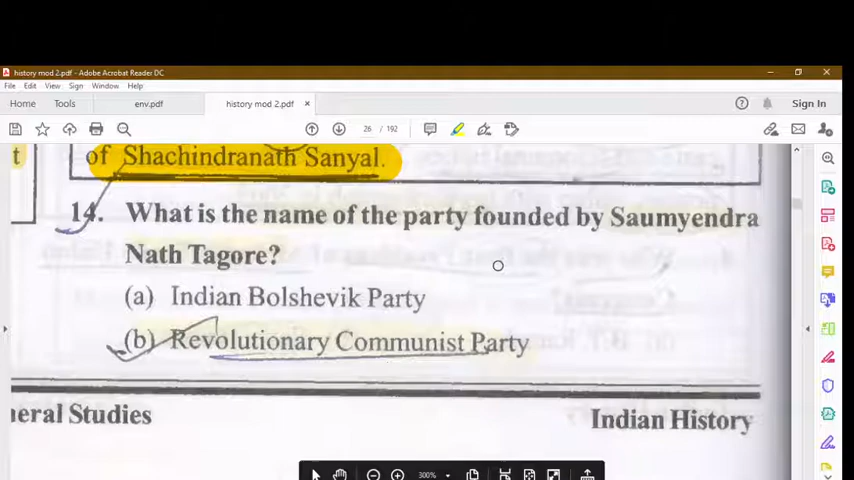 history mod 2.pdf - Adobe Acrobat Reader DC
File Edit View Sign Window Help
Home Tools env.pdf history mod 2.pdf × Sign In
26 / 192
t of Shachindranath Sanyal.
14. What is the name of the party founded by Saumyendra
Nath Tagore?
(a) Indian Bolshevik Party
(b) Revolutionary Communist Party
neral Studies Indian History
300%